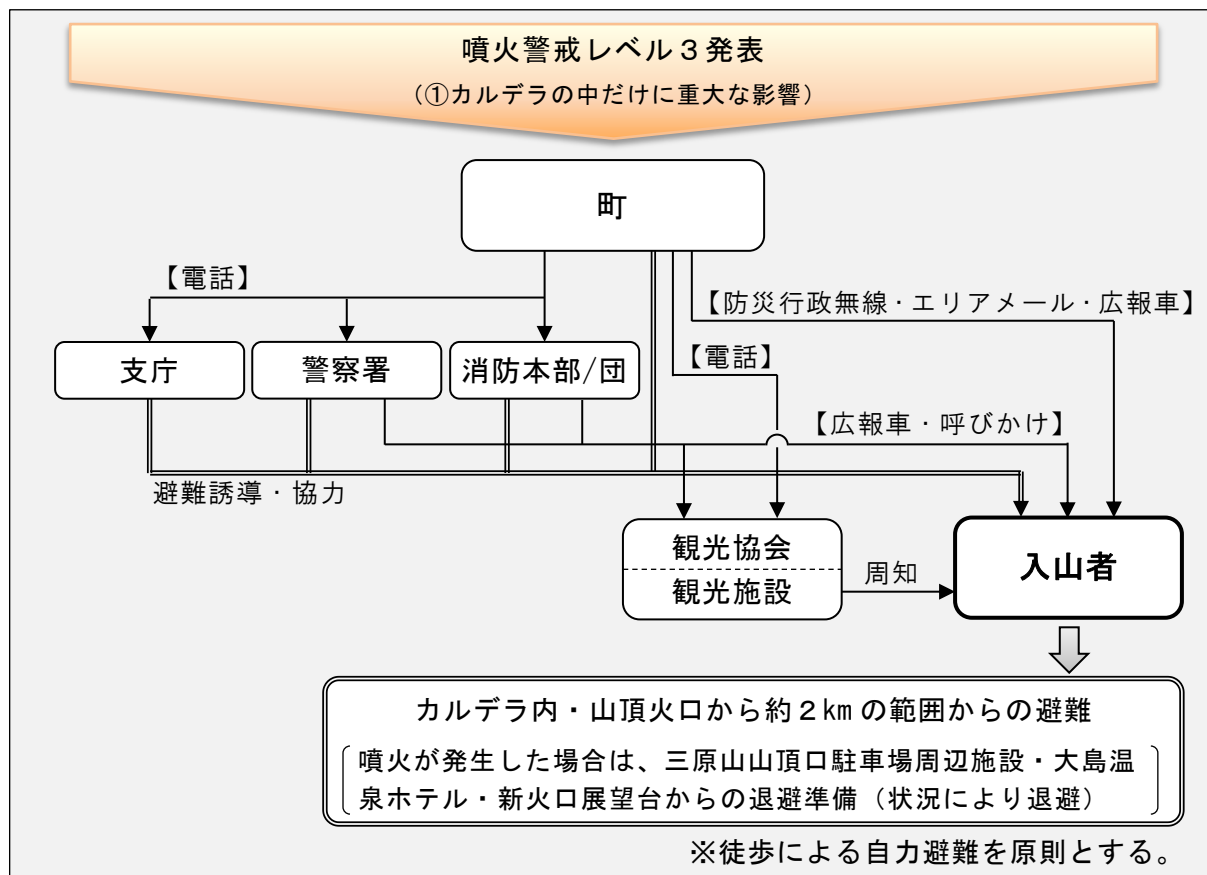 噴火警戒レベル３発表
（①カルデラの中だけに重大な影響）
町
【電話】
【防災行政無線・エリアメール・広報車】
支庁
警察署
消防本部/団
【電話】
【広報車・呼びかけ】
避難誘導・協力
観光協会
観光施設
周知
入山者
カルデラ内・山頂火口から約２㎞の範囲からの避難
噴火が発生した場合は、三原山山頂口駐車場周辺施設・大島温
泉ホテル・新火口展望台からの退避準備（状況により退避）
※徒歩による自力避難を原則とする。